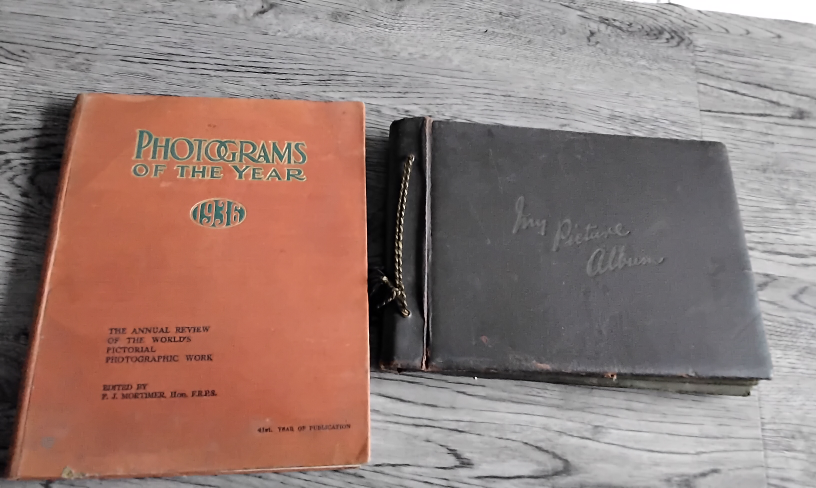 PHOTOGRAMS
OF THE YEAR
1936
THE ANNUAL REVIEW
OF THE WORLD'S
PICTORIAL
PHOTOGRAPHIC WORK
EDITED BY
F. J. MORTIMER, Hon. F.R.P.S.
41st. YEAR OF PUBLICATION
My Picture
Album